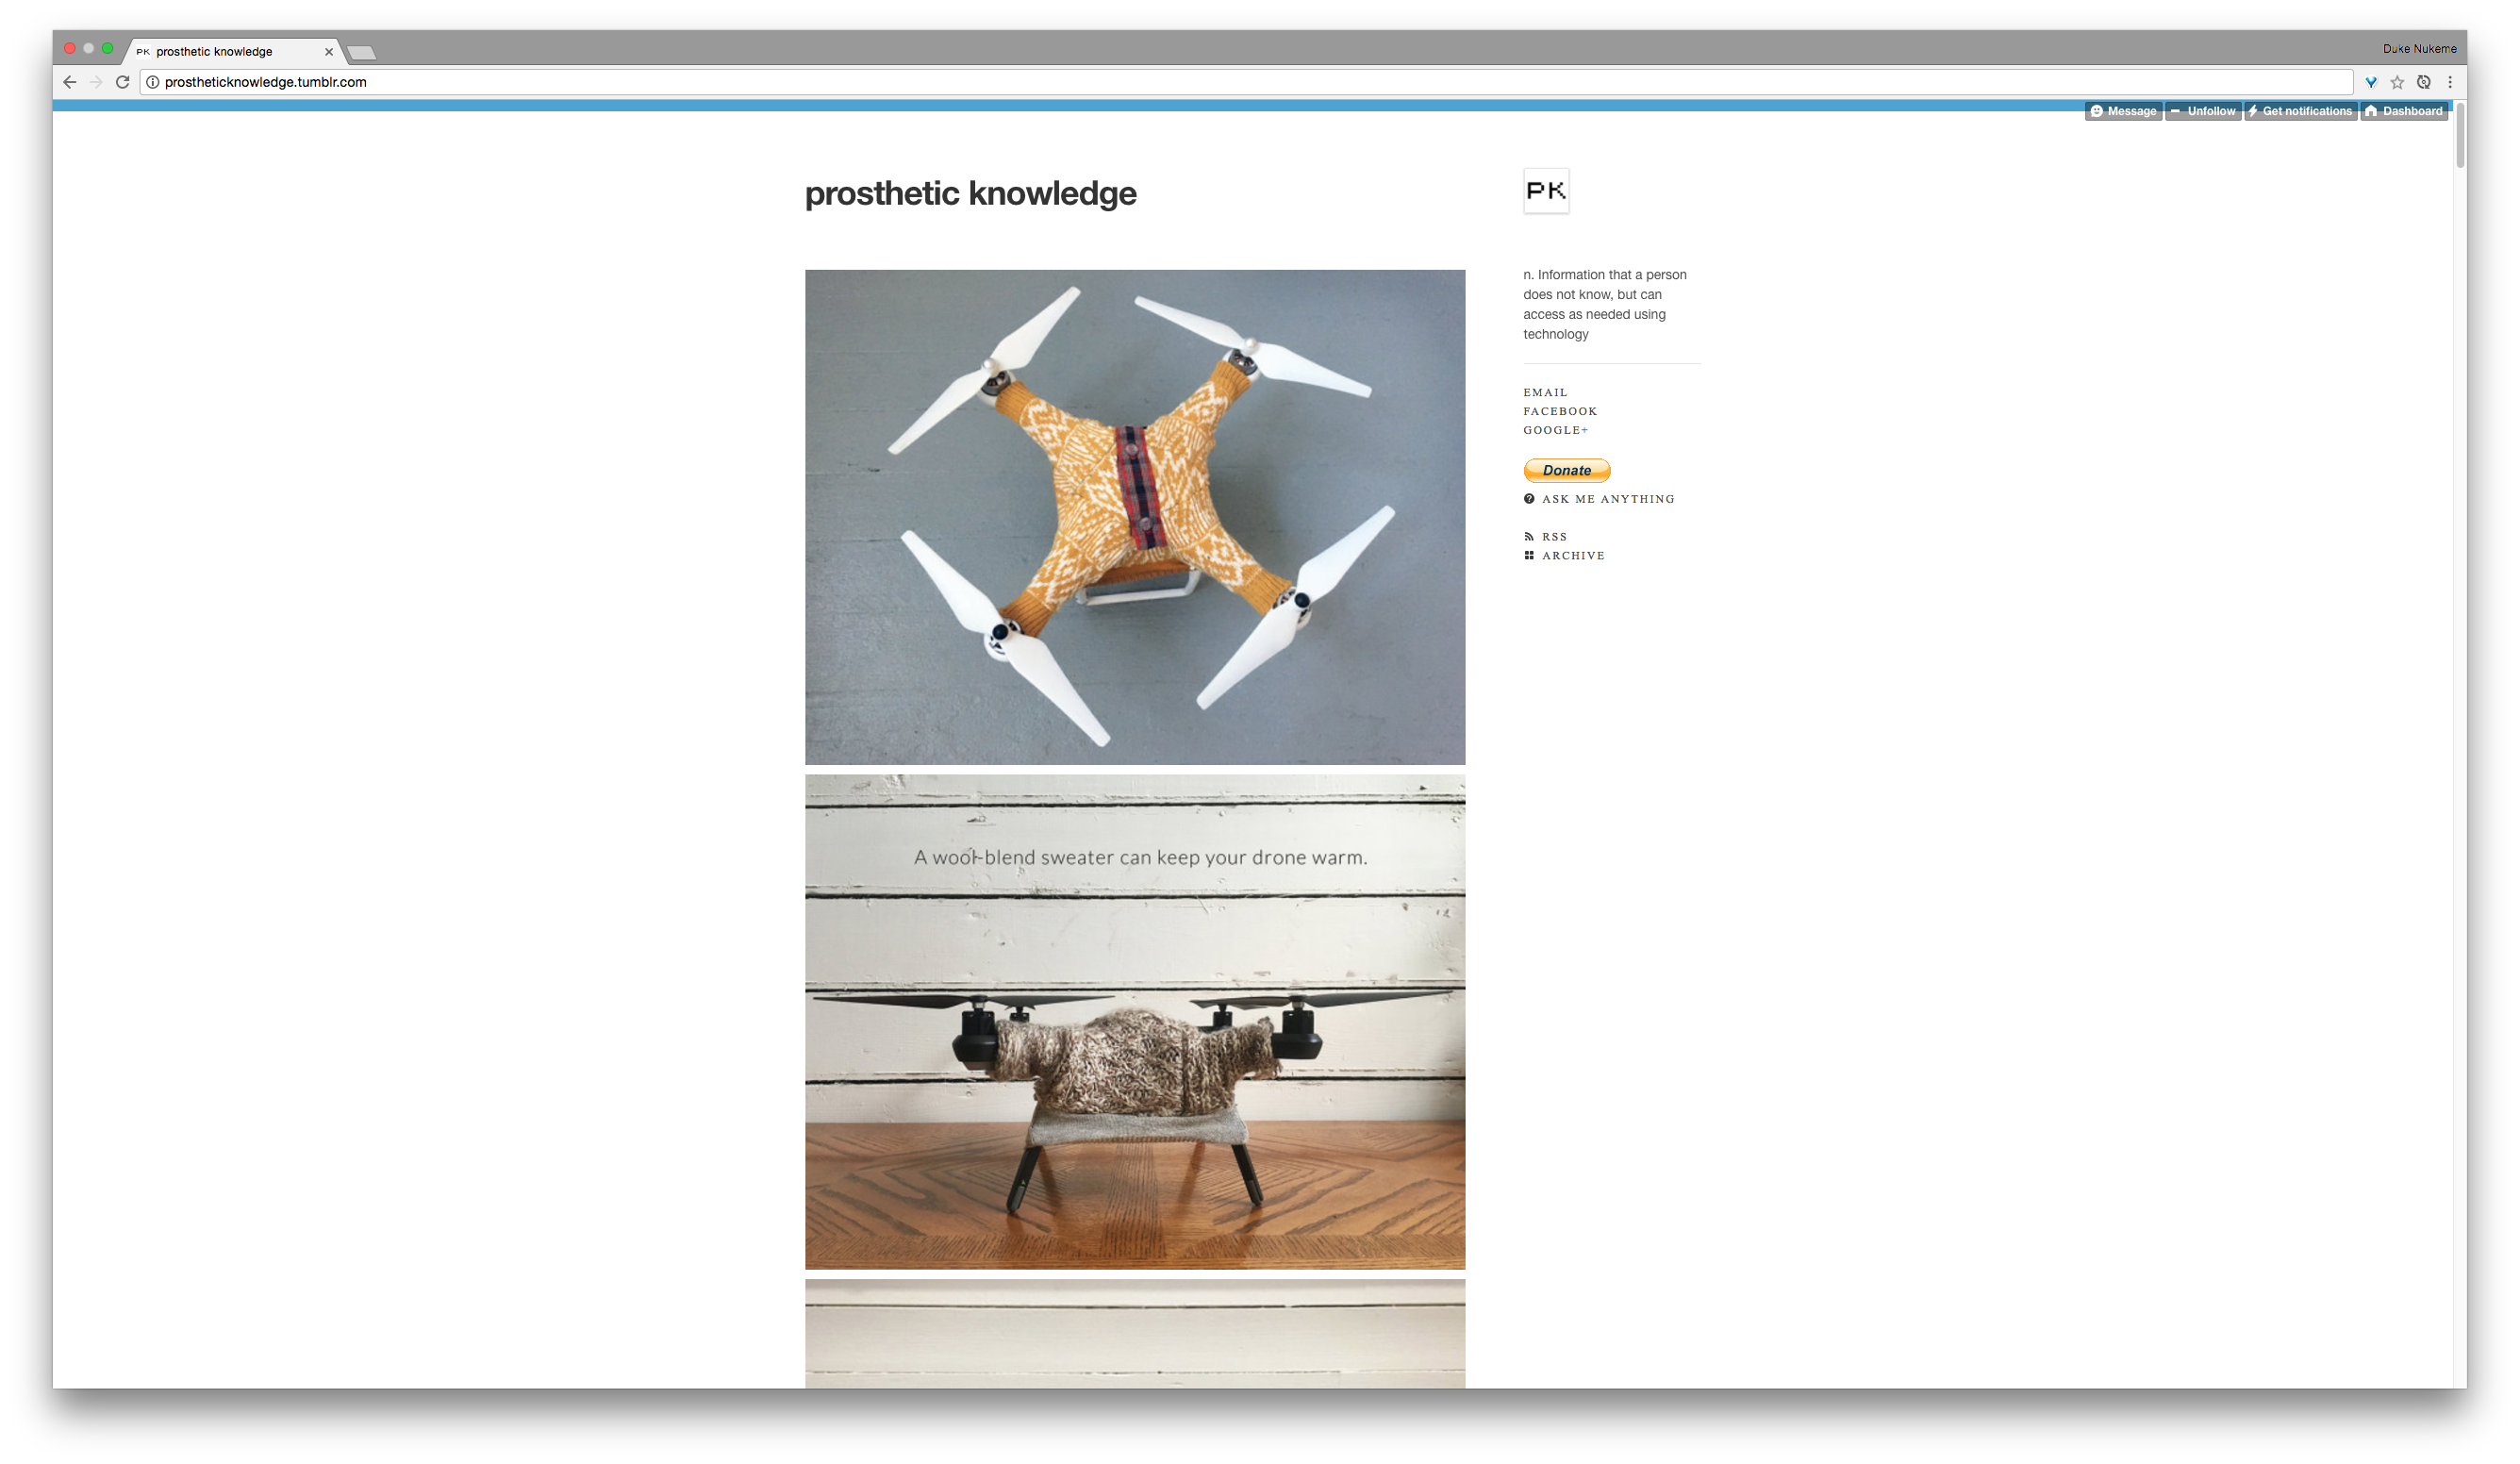 PK prosthetic knowledge
Duke Nukeme
prostheticknowledge.tumblr.com
Message Unfollow Get notifications Dashboard
prosthetic knowledge
PK
n. Information that a person
does not know, but can
access as needed using
technology
EMAIL
FACEBOOK
GOOGLE+
Donate
ASK ME ANYTHING
RSS
ARCHIVE
A wool-blend sweater can keep your drone warm.